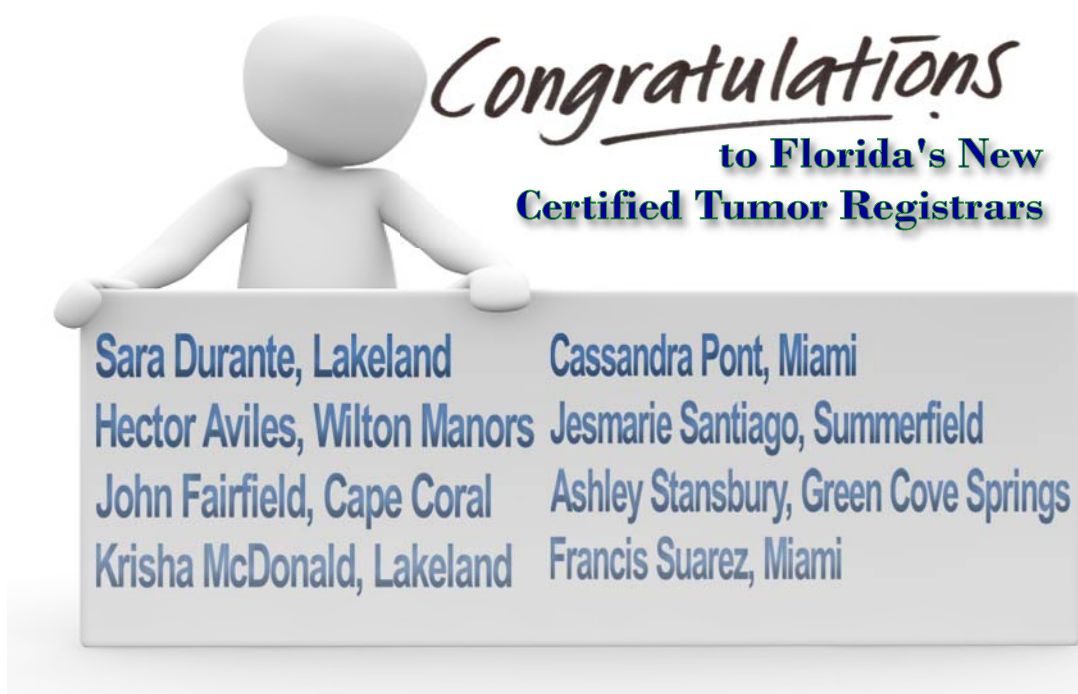 Congratulations
to Florida's New
Certified Tumor Registrars
Sara Durante, Lakeland
Hector Aviles, Wilton Manors
John Fairfield, Cape Coral
Krisha McDonald, Lakeland
Cassandra Pont, Miami
Jesmarie Santiago, Summerfield
Ashley Stansbury, Green Cove Springs
Francis Suarez, Miami